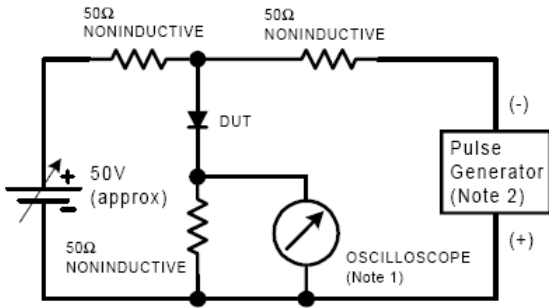 50Ω
NONINDUCTIVE
50Ω
NONINDUCTIVE
DUT
(-)
+
50V
(approx)
-
Pulse
Generator
(Note 2)
50Ω
NONINDUCTIVE
OSCILLOSCOPE
(Note 1)
(+)